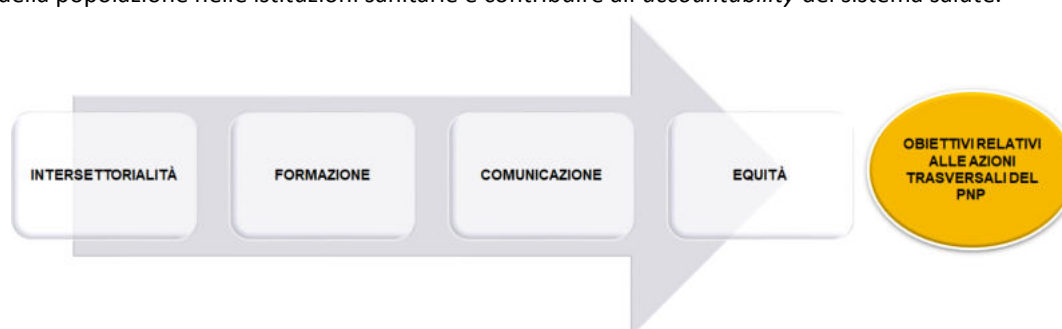 della popolazione nelle istituzioni sanitarie e contribuire all'accountability del sistema salute.
INTERSETTORIALITÀ
FORMAZIONE
COMUNICAZIONE
EQUITÀ
OBIETTIVI RELATIVI
ALLE AZIONI
TRASVERSALI DEL
PNP